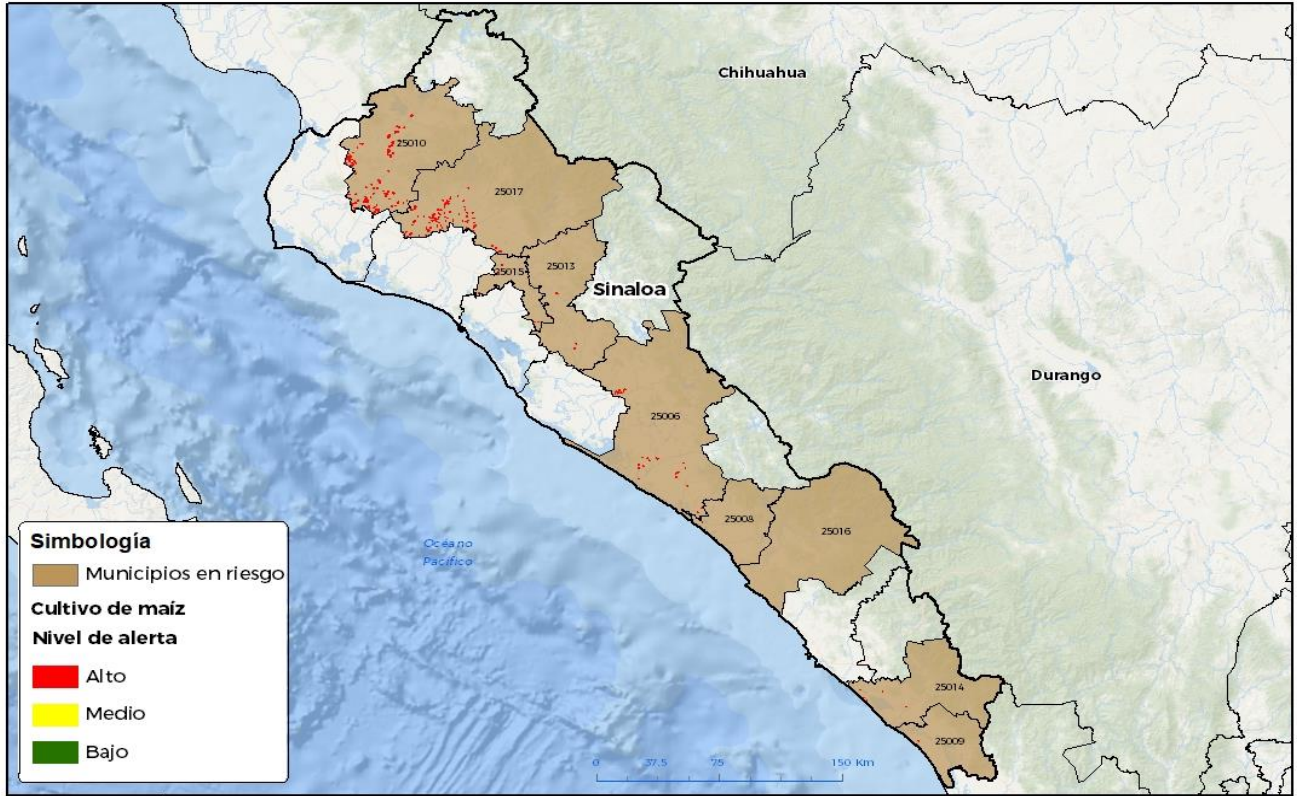 Chihuahua
25010
25017
25013
25015
Sinaloa
Durango
25006
25008
25016
Océano
Pacífico
25014
25009
Simbología
Municipios en riesgo
Cultivo de maíz
Nivel de alerta
Alto
Medio
Bajo
0 37.5 75 150 Km